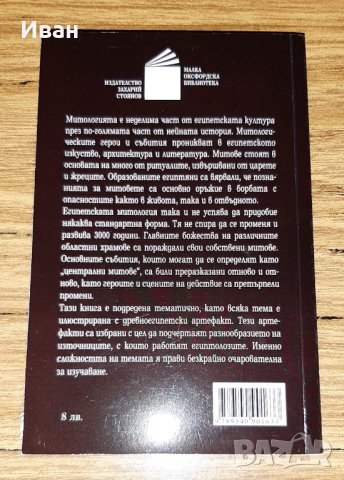 Иван
ИЗДАТЕЛСТВО
ЗАХАРИЙ
СТОЯНОВ
МАЛКА
ОКСФОРДСКА
БИБЛИОТЕКА
Митологията е неделима част от египетската култура
през по-голямата част от нейната история. Митологи-
ческите герои и събития проникват в египетското
изкуство, архитектура и литература. Митове стоят в
основата на много от ритуалите, извършвани от царете
и жреците. Образованите египтяни са вярвали, че позна-
нията за митовете са основно оръжие в борбата с
опасностите както в живота, така и в отвъдното.
Египетската митология така и не успява да придобие
някаква стандартна форма. Тя не спира да се променя и
развива 3000 години. Главните божества на различните
областни храмове са пораждали свои собствени митове.
Основните събития, които могат да се определят като
„централни митове“, са били преразказани отново и от-
ново, като героите и сцените на действие са претърпели
промени.
Тази книга е подредена тематично, като всяка тема е
илюстрирана с древноегипетски артефакт. Тези арте-
факти са избрани с цел да подчертаят разнообразието на
източниците, с които работят египтолозите. Именно
сложността на темата я прави безкрайно очарователна
за изучаване.
8 лв.
BAZAR